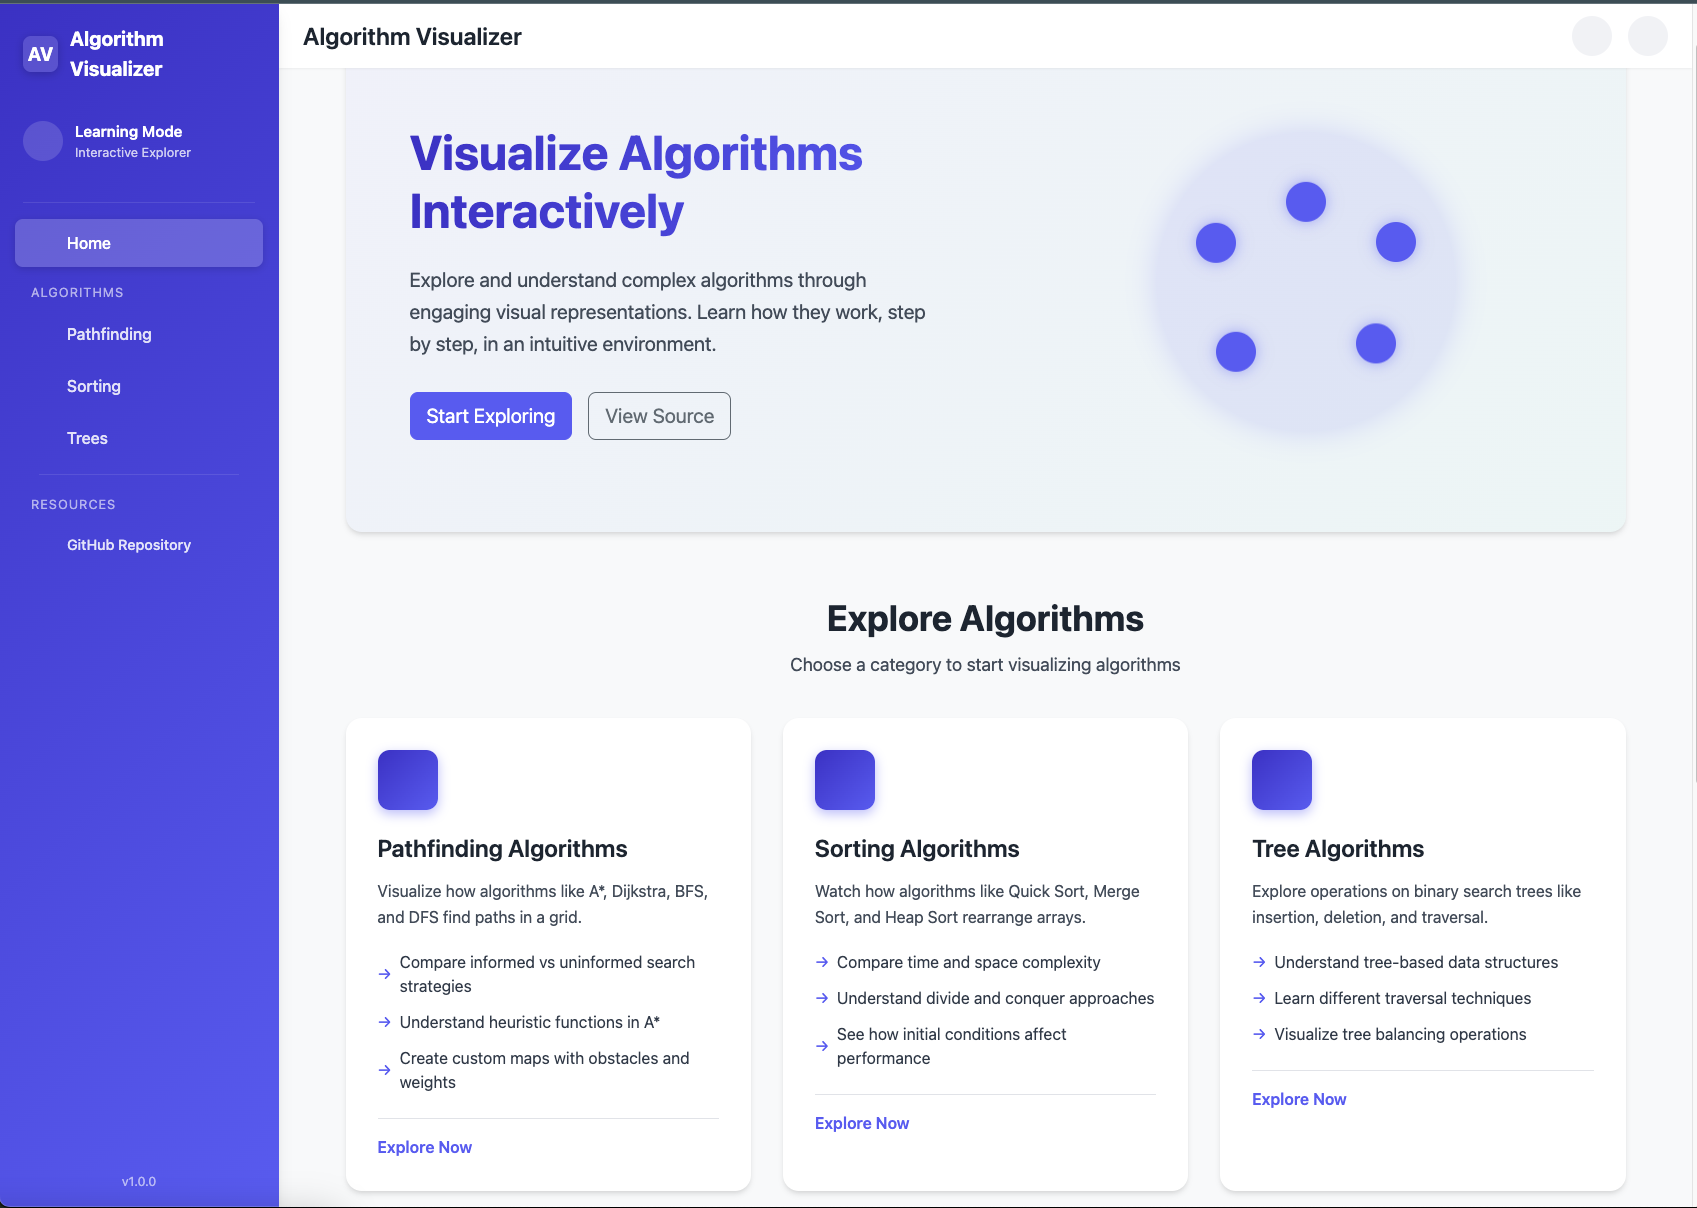 AV
Algorithm
Visualizer
Learning Mode
Interactive Explorer
Home
ALGORITHMS
Pathfinding
Sorting
Trees
RESOURCES
GitHub Repository
v1.0.0
Algorithm Visualizer
Visualize Algorithms
Interactively
Explore and understand complex algorithms through
engaging visual representations. Learn how they work, step
by step, in an intuitive environment.
Start Exploring
View Source
Explore Algorithms
Choose a category to start visualizing algorithms
Pathfinding Algorithms
Visualize how algorithms like A*, Dijkstra, BFS,
and DFS find paths in a grid.
→ Compare informed vs uninformed search
strategies
→ Understand heuristic functions in A*
→ Create custom maps with obstacles and
weights
Explore Now
Sorting Algorithms
Watch how algorithms like Quick Sort, Merge
Sort, and Heap Sort rearrange arrays.
→ Compare time and space complexity
→ Understand divide and conquer approaches
→ See how initial conditions affect
performance
Explore Now
Tree Algorithms
Explore operations on binary search trees like
insertion, deletion, and traversal.
→ Understand tree-based data structures
→ Learn different traversal techniques
→ Visualize tree balancing operations
Explore Now